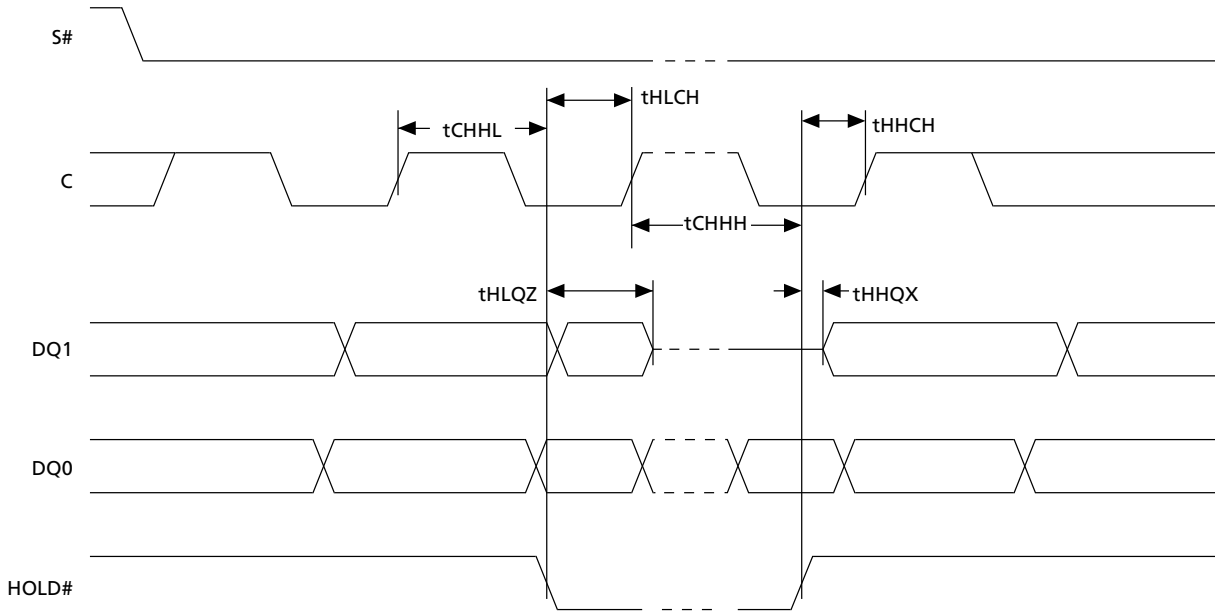 S#
tHLCH
tCHHL
tHHCH
C
tCHHH
tHLQZ
tHHQX
DQ1
DQ0
HOLD#